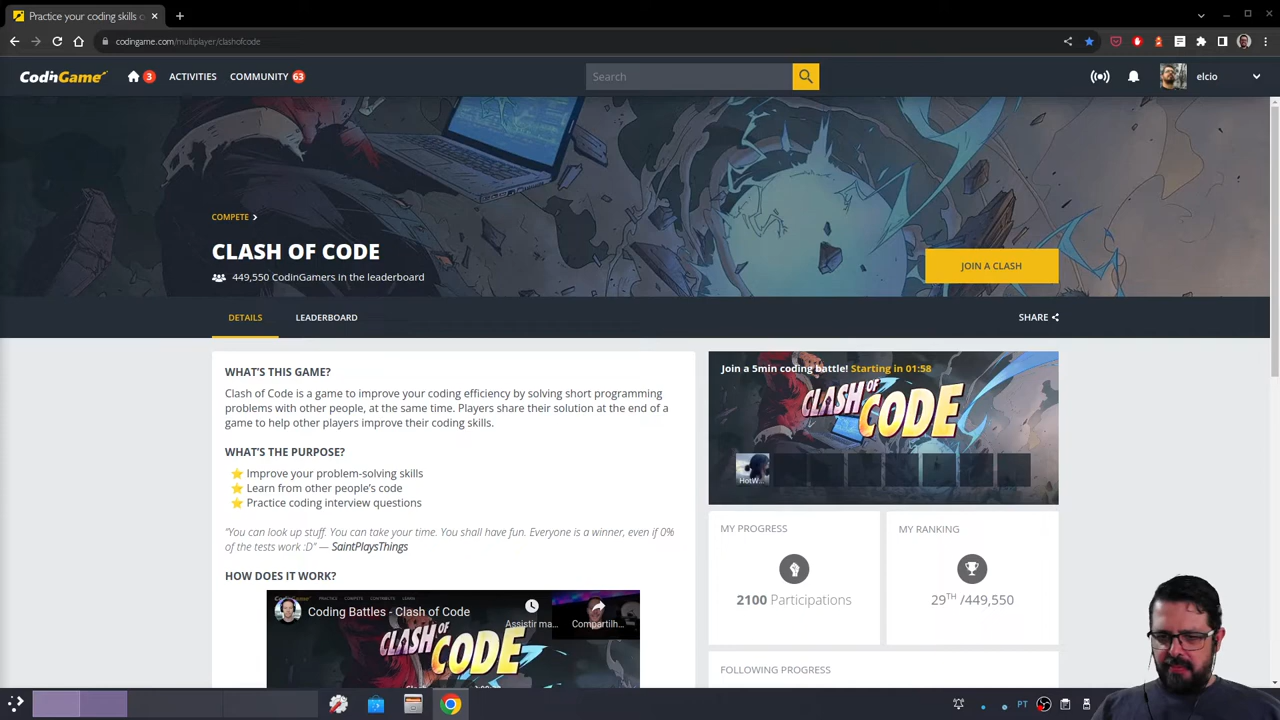 Practice your coding skills
codingame.com/multiplayer/clashofcode
CodinGame
3
ACTIVITIES
COMMUNITY
63
Search
elcio
COMPETE
CLASH OF CODE
449,550 CodinGamers in the leaderboard
JOIN A CLASH
DETAILS
LEADERBOARD
SHARE
WHAT'S THIS GAME?
Clash of Code is a game to improve your coding efficiency by solving short programming
problems with other people, at the same time. Players share their solution at the end of a
game to help other players improve their coding skills.
WHAT'S THE PURPOSE?
Improve your problem-solving skills
Learn from other people's code
Practice coding interview questions
"You can look up stuff. You can take your time. You shall have fun. Everyone is a winner, even if 0%
of the tests work :D" — SaintPlaysThings
HOW DOES IT WORK?
Coding Battles - Clash of Code
Assistir ma...
Compartilh...
CLASH OF CODE
Join a 5min coding battle! Starting in 01:58
CLASH OF CODE
HotW...
MY PROGRESS
2100 Participations
MY RANKING
29TH /449,550
FOLLOWING PROGRESS
PT